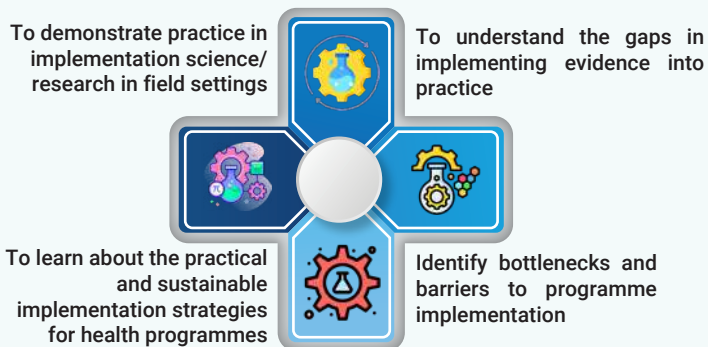 To demonstrate practice in
implementation science/
research in field settings
To understand the gaps in
implementing evidence into
practice
To learn about the practical
and sustainable
implementation strategies
for health programmes
Identify bottlenecks and
barriers to programme
implementation
π